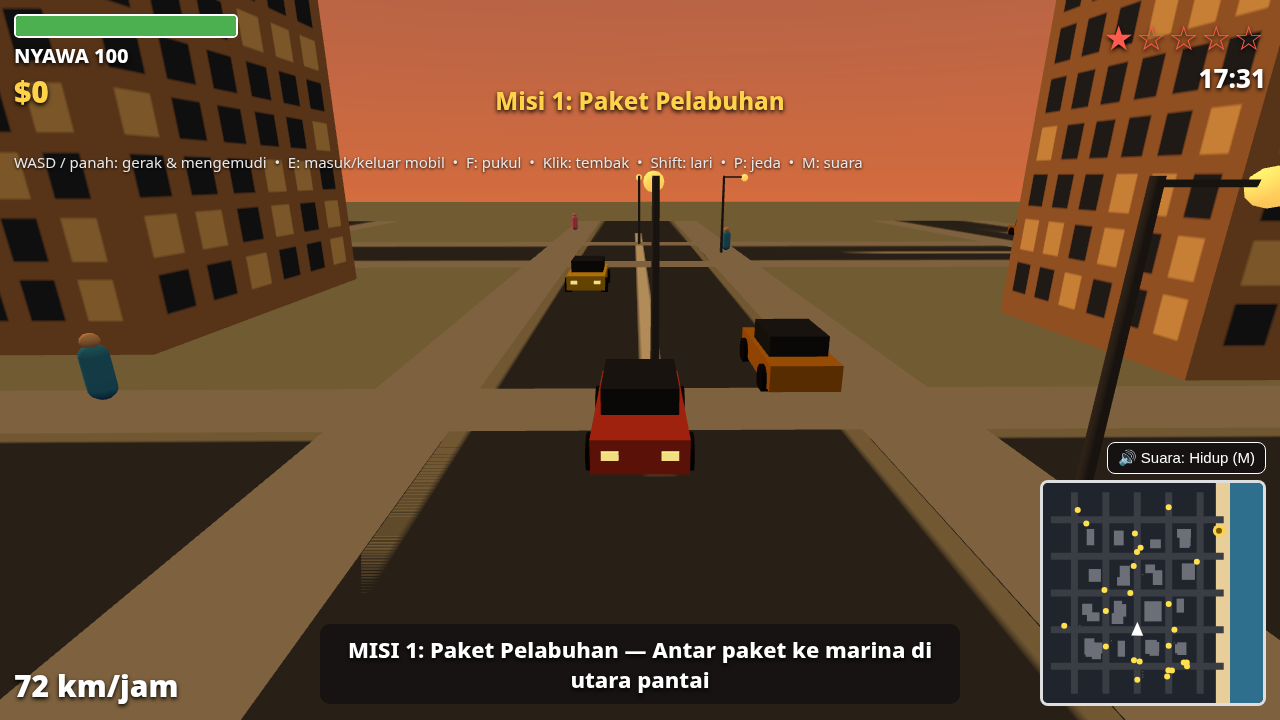 NYAWA 100
$0
17:31
Misi 1: Paket Pelabuhan
WASD / panah: gerak & mengemudi • E: masuk/keluar mobil • F: pukul • Klik: tembak • Shift: lari • P: jeda • M: suara
🔊 Suara: Hidup (M)
MISI 1: Paket Pelabuhan — Antar paket ke marina di
utara pantai
72 km/jam